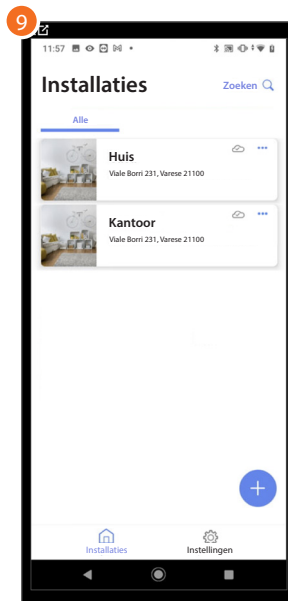 9
11:57
Installaties
Zoeken
Alle
Huis
Viale Borri 231, Varese 21100
Kantoor
Viale Borri 231, Varese 21100
Installaties
Instellingen